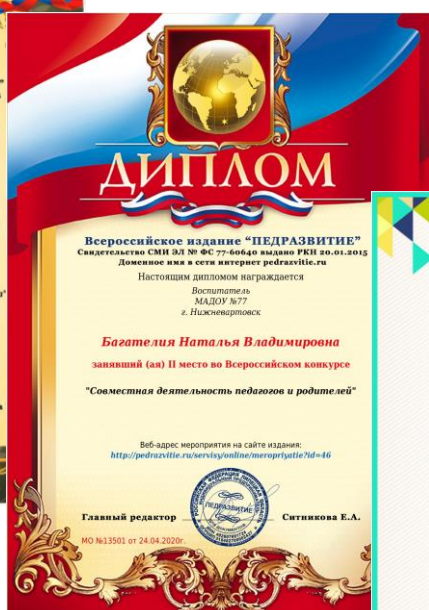 ДИПЛОМ
Всероссийское издание “ПЕДРАЗВИТИЕ”
Свидетельство СМИ ЭЛ № ФС 77-60640 выдано РКН 20.01.2015
Доменное имя в сети интернет pedrazvitie.ru
Настоящим дипломом награждается
Воспитатель
МАДОУ №77
г. Нижневартовск
Багателия Наталья Владимировна
занявший (ая) II место во Всероссийском конкурсе
"Совместная деятельность педагогов и родителей"
Веб-адрес мероприятия на сайте издания:
http://pedrazvitie.ru/servisy/online/meropriyatie?id=46
ПЕДРАЗВИТИЕ
Главный редактор Ситникова Е.А.
МО №13501 от 24.04.2020г.